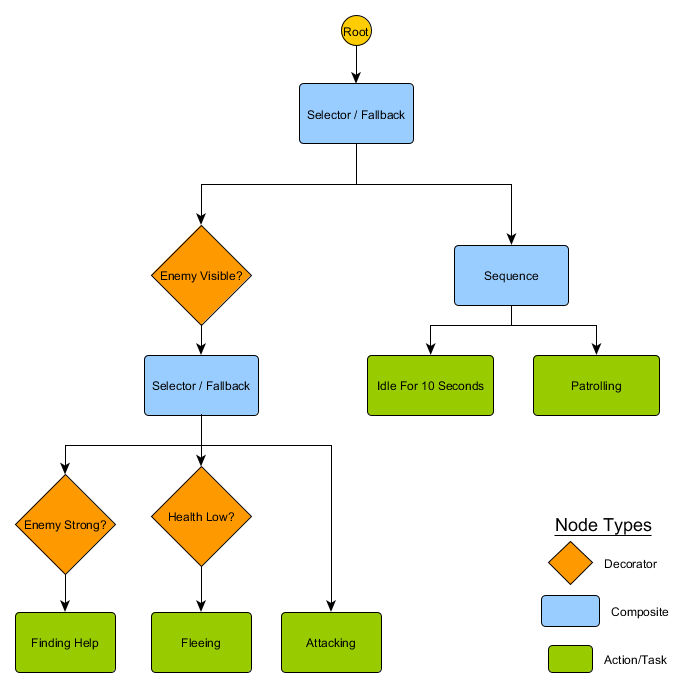 Root
Selector / Fallback
Enemy Visible?
Sequence
Selector / Fallback
Idle For 10 Seconds
Patrolling
Enemy Strong?
Health Low?
Finding Help
Fleeing
Attacking
Node Types
Decorator
Composite
Action/Task